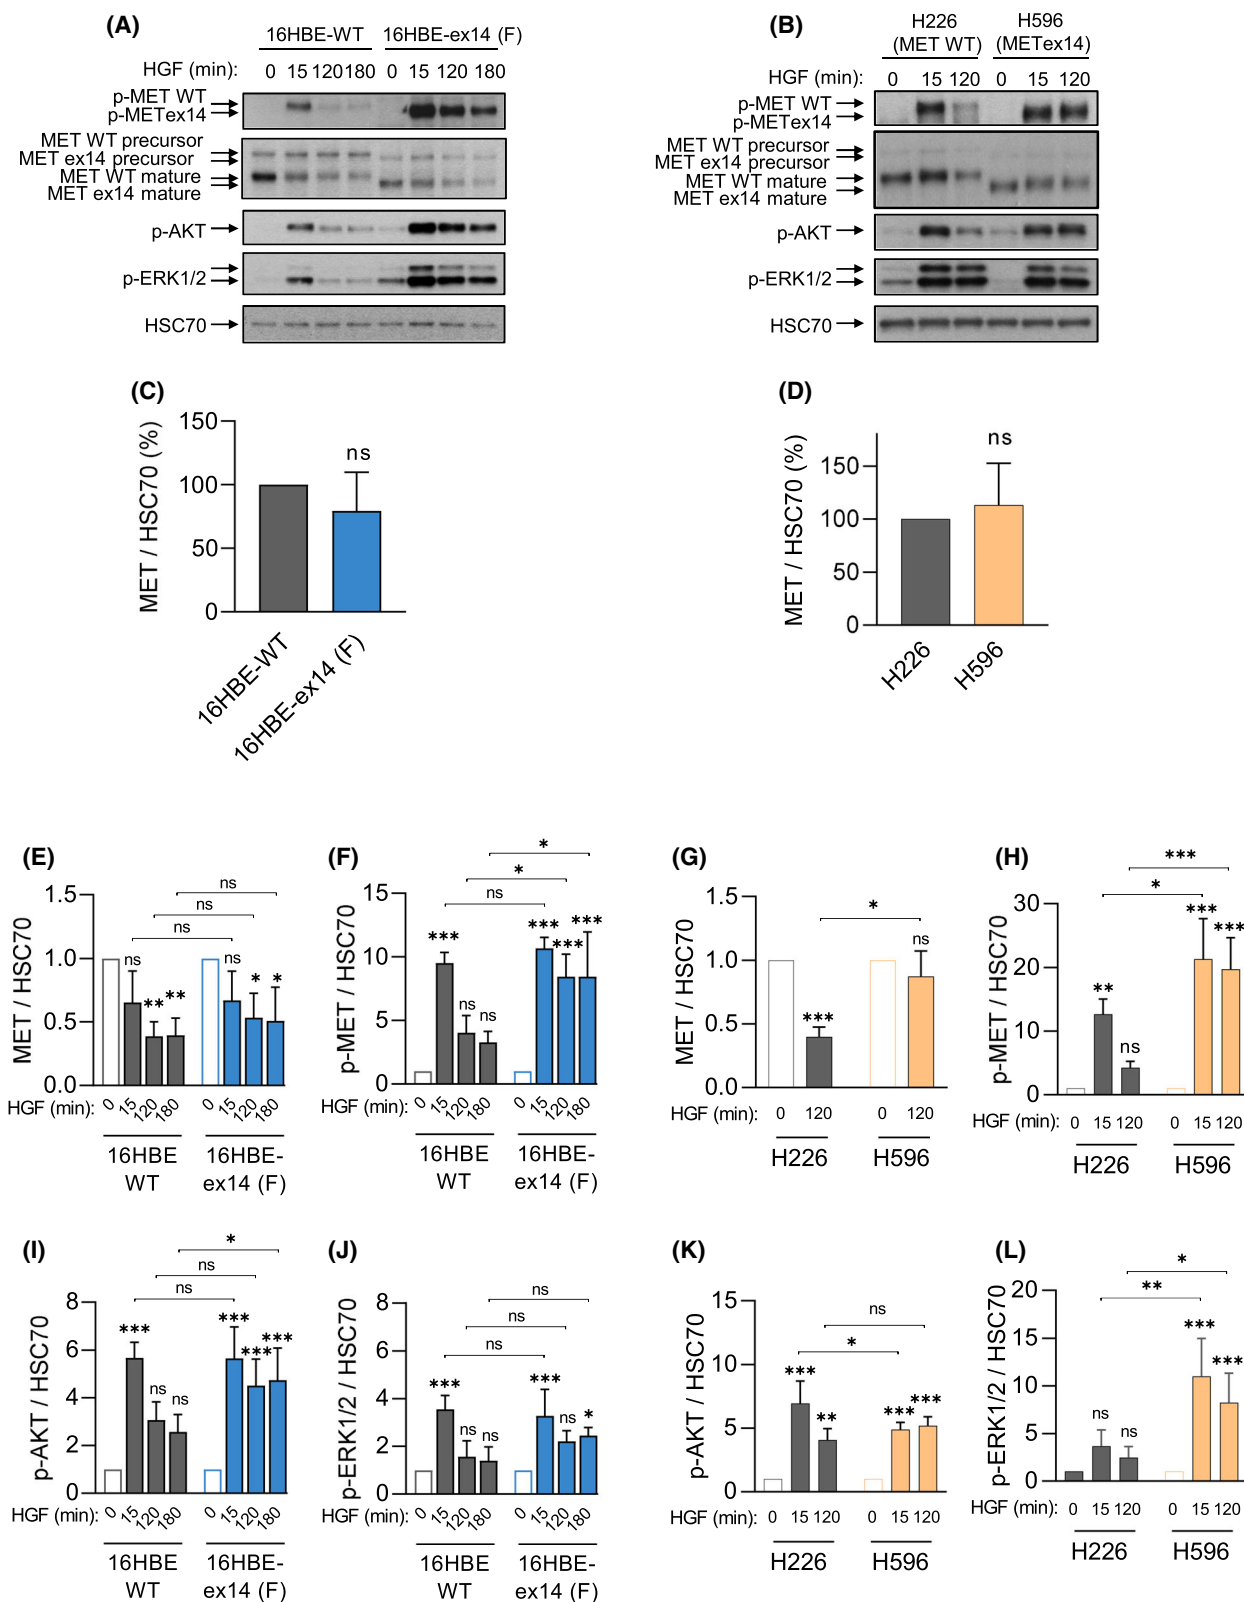 (A)
16HBE-WT 16HBE-ex14 (F)
HGF (min): 0 15 120 180 0 15 120 180
p-MET WT
p-METex14
MET WT precursor
MET ex14 precursor
MET WT mature
MET ex14 mature
p-AKT
p-ERK1/2
HSC70
(B)
H226 H596
(MET WT) (METex14)
HGF (min): 0 15 120 0 15 120
p-MET WT
p-METex14
MET WT precursor
MET ex14 precursor
MET WT mature
MET ex14 mature
p-AKT
p-ERK1/2
HSC70
(C)
MET / HSC70 (%)
150
100
50
0
ns
16HBE-WT
16HBE-ex14 (F)
(D)
MET / HSC70 (%)
150
100
50
0
ns
H226
H596
(E)
MET / HSC70
1.5
1.0
0.5
0.0
ns
ns
ns
ns ** ** ns * *
HGF (min): 0 15 120 180 0 15 120 180
16HBE WT
16HBE-ex14 (F)
(F)
p-MET / HSC70
15
10
5
0
*
*
ns
*** ns ns *** *** ***
0 15 120 180 0 15 120 180
16HBE WT
16HBE-ex14 (F)
(G)
MET / HSC70
1.5
1.0
0.5
0.0
*
*** ns
HGF (min): 0 120 0 120
H226 H596
(H)
p-MET / HSC70
30
20
10
0
***
*
** ns *** ***
HGF (min): 0 15 120 0 15 120
H226 H596
(I)
p-AKT / HSC70
8
6
4
2
0
*
ns
ns
*** ns ns *** *** ***
HGF (min): 0 15 120 180 0 15 120 180
16HBE WT
16HBE-ex14 (F)
(J)
p-ERK1/2 / HSC70
8
6
4
2
0
ns
ns
ns
*** ns ns *** ns *
HGF (min): 0 15 120 180 0 15 120 180
16HBE WT
16HBE-ex14 (F)
(K)
p-AKT / HSC70
15
10
5
0
ns
*
*** ** *** ***
HGF (min): 0 15 120 0 15 120
H226 H596
(L)
p-ERK1/2 / HSC70
20
15
10
5
0
*
**
ns ns *** ***
HGF (min): 0 15 120 0 15 120
H226 H596